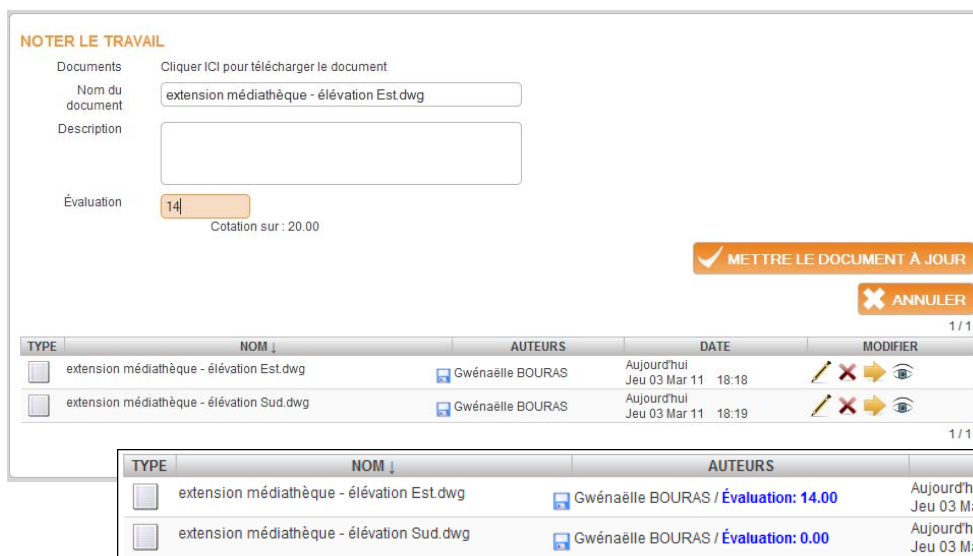 NOTER LE TRAVAIL
Documents Cliquer ICI pour télécharger le document
Nom du document extension médiathèque - élévation Est.dwg
Description
Évaluation 14
Cotation sur : 20.00
METTRE LE DOCUMENT À JOUR
ANNULER
1 / 1
TYPE NOM ↓ AUTEURS DATE MODIFIER
extension médiathèque - élévation Est.dwg Gwénaëlle BOURAS Aujourd'hui
Jeu 03 Mar 11 18:18
extension médiathèque - élévation Sud.dwg Gwénaëlle BOURAS Aujourd'hui
Jeu 03 Mar 11 18:19
1 / 1
TYPE NOM ↓ AUTEURS
extension médiathèque - élévation Est.dwg Gwénaëlle BOURAS / Évaluation: 14.00 Aujourd'h
Jeu 03 Ma
extension médiathèque - élévation Sud.dwg Gwénaëlle BOURAS / Évaluation: 0.00 Aujourd'h
Jeu 03 Ma